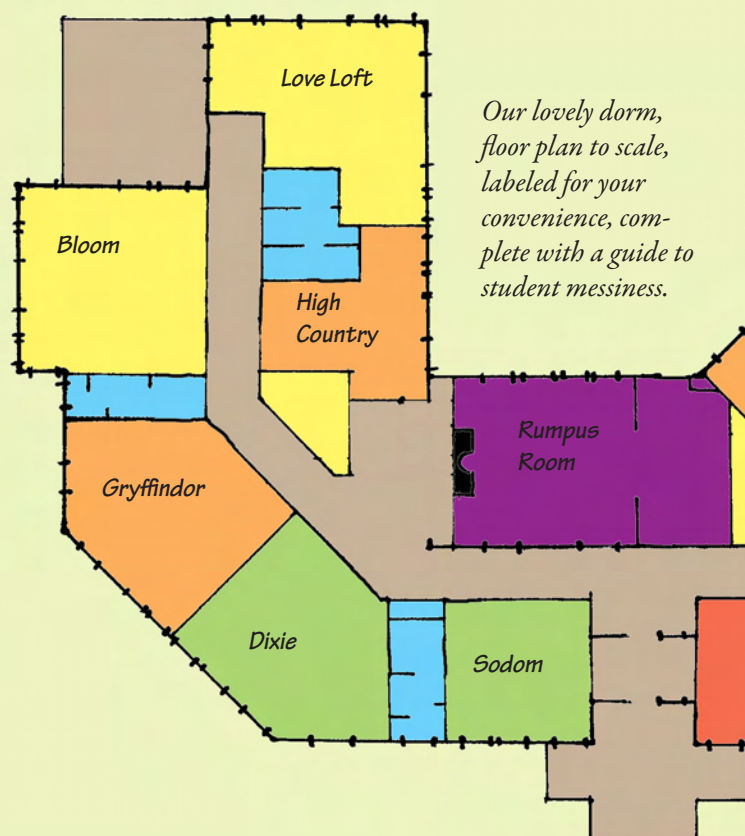 Love Loft
Our lovely dorm,
floor plan to scale,
labeled for your
convenience, com-
plete with a guide to
student messiness.
Bloom
High
Country
Rumpus
Room
Gryffindor
Dixie
Sodom